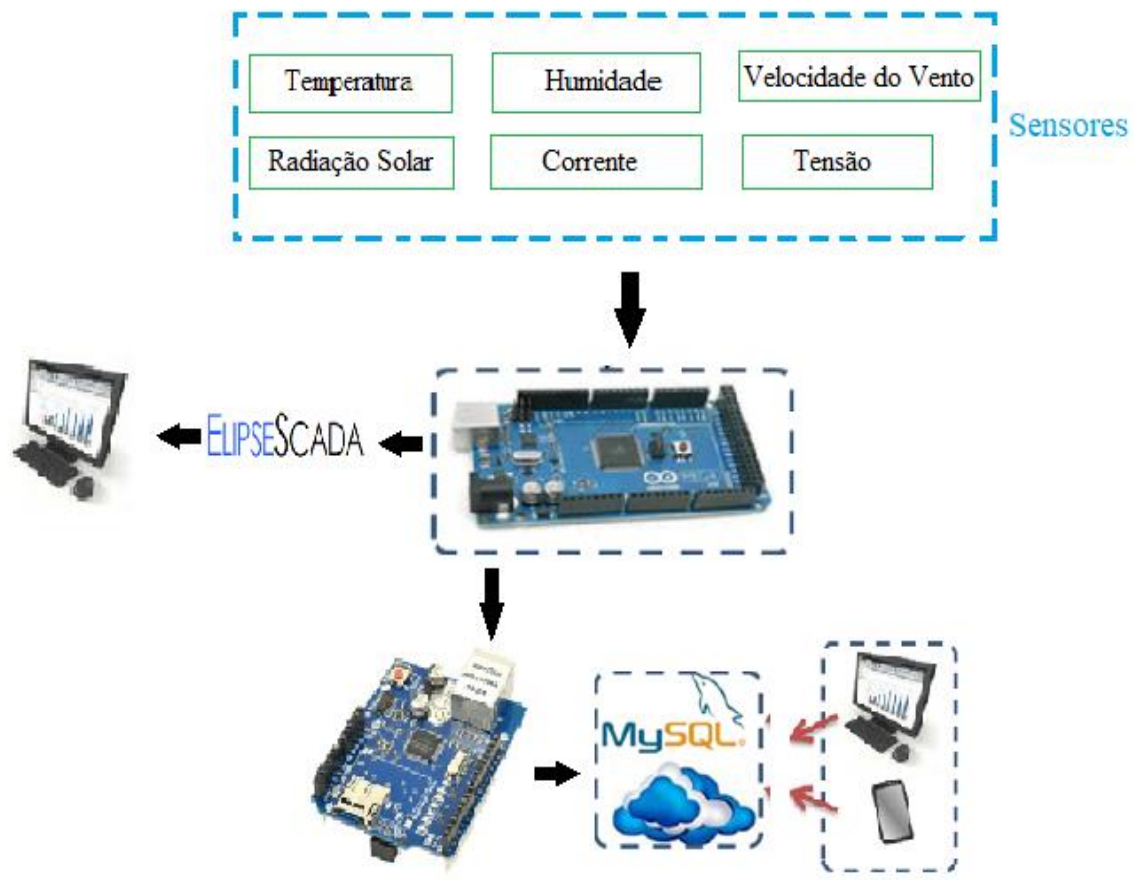 Temperatura
Humidade
Velocidade do Vento
Radiação Solar
Corrente
Tensão
Sensores
ELIPSESCADA
MySQL